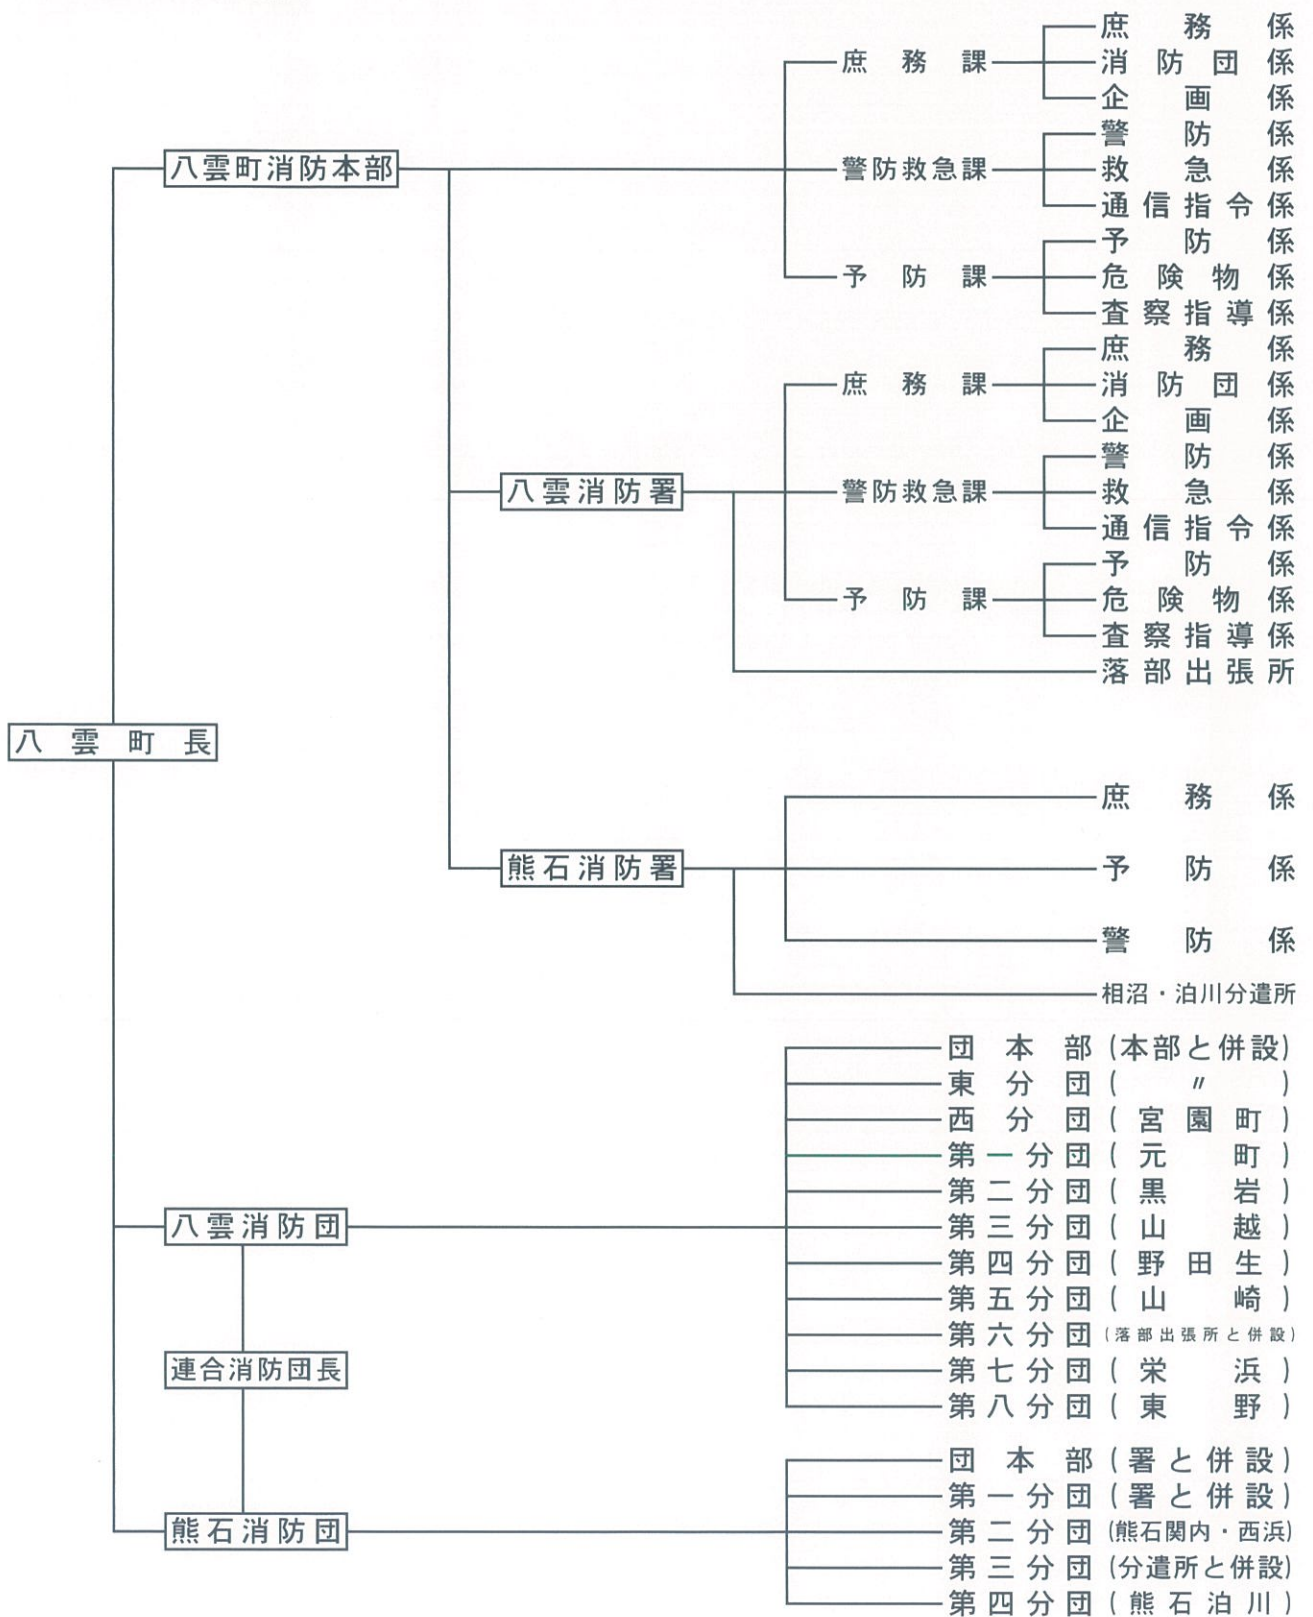 庶務係
庶務課 消防団係
企画係
警防係
八雲町消防本部 警防救急課 救急係
通信指令係
予防係
予防課 危険物係
査察指導係
庶務係
庶務課 消防団係
企画係
警防係
八雲消防署 警防救急課 救急係
通信指令係
予防係
予防課 危険物係
査察指導係
落部出張所
八雲町長
庶務係
熊石消防署 予防係
警防係
相沼・泊川分遣所
団本部(本部と併設)
東分団(〃)
西分団(宮園町)
第一分団(元町)
第二分団(黒岩)
八雲消防団 第三分団(山越)
第四分団(野田生)
第五分団(山崎)
第六分団(落部出張所と併設)
連合消防団長 第七分団(栄浜)
第八分団(東野)
団本部(署と併設)
第一分団(署と併設)
熊石消防団 第二分団(熊石関内・西浜)
第三分団(分遣所と併設)
第四分団(熊石泊川)